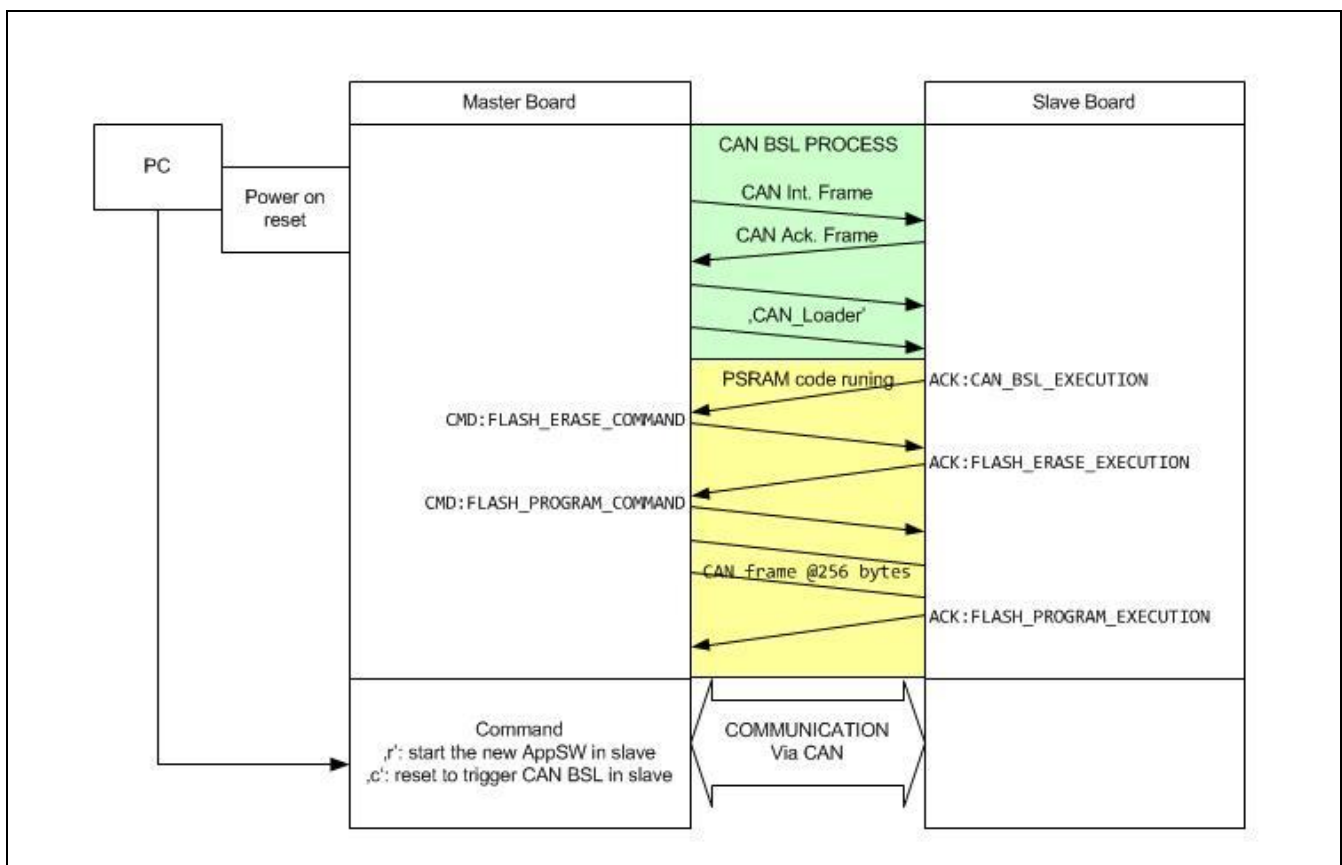 Master Board
Slave Board
PC
Power on
reset
CAN BSL PROCESS
CAN Int. Frame
CAN Ack. Frame
‚CAN_Loader'
PSRAM code runing
ACK:CAN_BSL_EXECUTION
CMD:FLASH_ERASE_COMMAND
ACK:FLASH_ERASE_EXECUTION
CMD:FLASH_PROGRAM_COMMAND
CAN frame @256 bytes
ACK:FLASH_PROGRAM_EXECUTION
Command
‚r': start the new AppSW in slave
‚c': reset to trigger CAN BSL in slave
COMMUNICATION
Via CAN